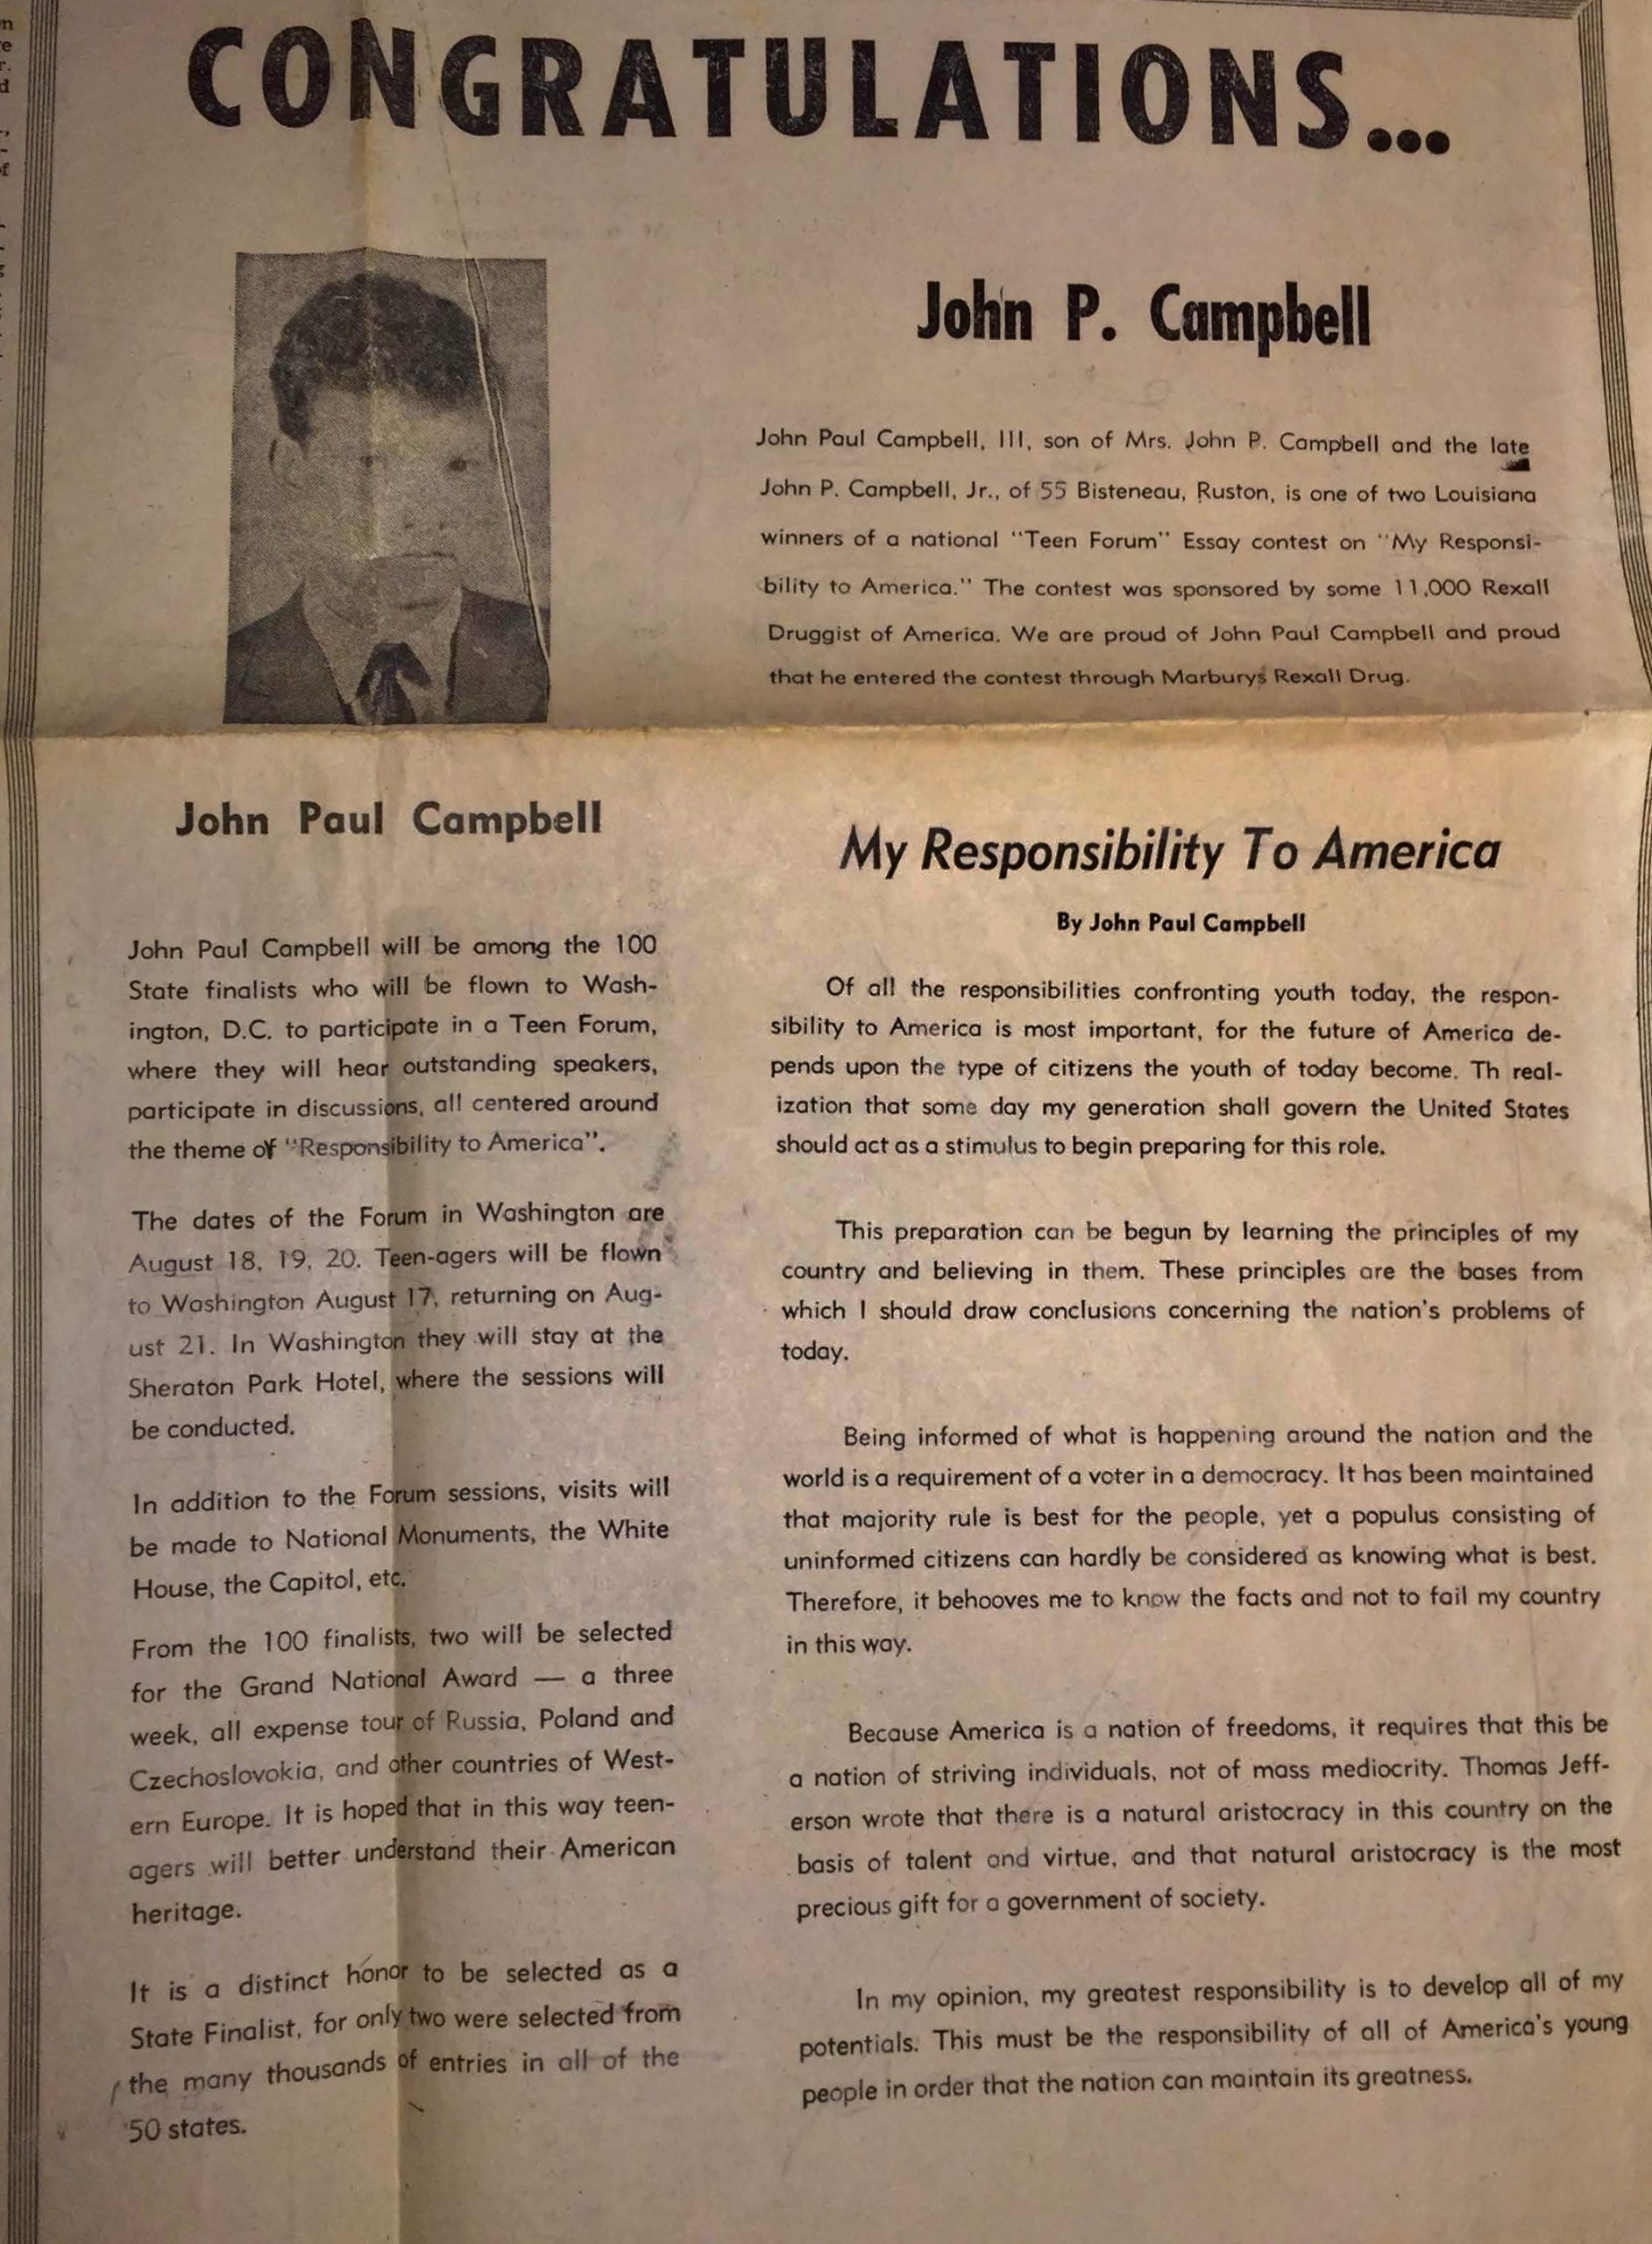 CONGRATULATIONS...
John P. Campbell
John Paul Campbell, III, son of Mrs. John P. Campbell and the late
John P. Campbell, Jr., of 55 Bisteneau, Ruston, is one of two Louisiana
winners of a national "Teen Forum" Essay contest on "My Responsi-
bility to America." The contest was sponsored by some 11,000 Rexall
Druggist of America. We are proud of John Paul Campbell and proud
that he entered the contest through Marburys Rexall Drug.
John Paul Campbell
John Paul Campbell will be among the 100
State finalists who will be flown to Wash-
ington, D.C. to participate in a Teen Forum,
where they will hear outstanding speakers,
participate in discussions, all centered around
the theme of "Responsibility to America".
The dates of the Forum in Washington are
August 18, 19, 20. Teen-agers will be flown
to Washington August 17, returning on Aug-
ust 21. In Washington they will stay at the
Sheraton Park Hotel, where the sessions will
be conducted.
In addition to the Forum sessions, visits will
be made to National Monuments, the White
House, the Capitol, etc.
From the 100 finalists, two will be selected
for the Grand National Award — a three
week, all expense tour of Russia, Poland and
Czechoslovokia, and other countries of West-
ern Europe. It is hoped that in this way teen-
agers will better understand their American
heritage.
It is a distinct honor to be selected as a
State Finalist, for only two were selected from
the many thousands of entries in all of the
50 states.
My Responsibility To America
By John Paul Campbell
Of all the responsibilities confronting youth today, the respon-
sibility to America is most important, for the future of America de-
pends upon the type of citizens the youth of today become. Th real-
ization that some day my generation shall govern the United States
should act as a stimulus to begin preparing for this role.
This preparation can be begun by learning the principles of my
country and believing in them. These principles are the bases from
which I should draw conclusions concerning the nation's problems of
today.
Being informed of what is happening around the nation and the
world is a requirement of a voter in a democracy. It has been maintained
that majority rule is best for the people, yet a populus consisting of
uninformed citizens can hardly be considered as knowing what is best.
Therefore, it behooves me to know the facts and not to fail my country
in this way.
Because America is a nation of freedoms, it requires that this be
a nation of striving individuals, not of mass mediocrity. Thomas Jeff-
erson wrote that there is a natural aristocracy in this country on the
basis of talent and virtue, and that natural aristocracy is the most
precious gift for a government of society.
In my opinion, my greatest responsibility is to develop all of my
potentials. This must be the responsibility of all of America's young
people in order that the nation can maintain its greatness.